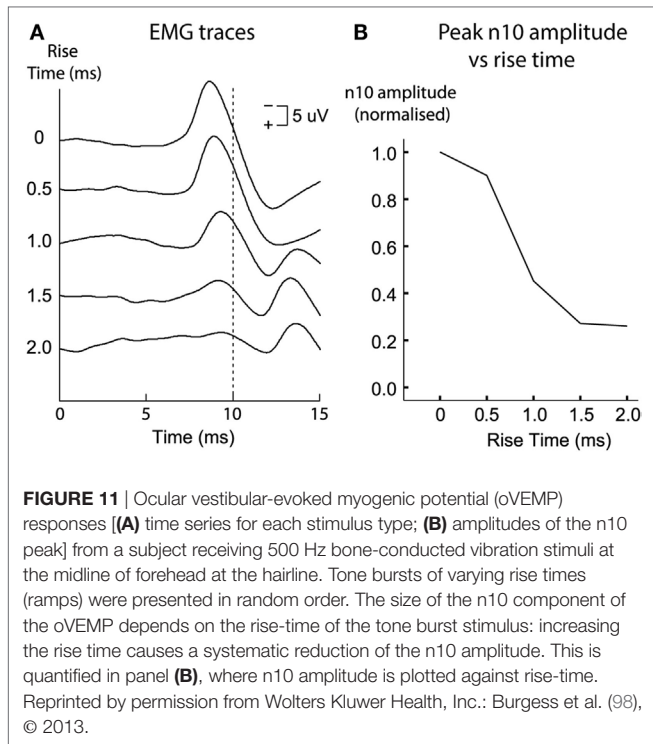 A EMG traces
Rise
Time (ms)
0
0.5
1.0
1.5
2.0
− 
+ 5 uV
0 5 10 15
Time (ms)
B Peak n10 amplitude
vs rise time
n10 amplitude
(normalised)
1.0
0.8
0.6
0.4
0.2
0.0
0 0.5 1.0 1.5 2.0
Rise Time (ms)
FIGURE 11 | Ocular vestibular-evoked myogenic potential (oVEMP)
responses [(A) time series for each stimulus type; (B) amplitudes of the n10
peak] from a subject receiving 500 Hz bone-conducted vibration stimuli at
the midline of forehead at the hairline. Tone bursts of varying rise times
(ramps) were presented in random order. The size of the n10 component of
the oVEMP depends on the rise-time of the tone burst stimulus: increasing
the rise time causes a systematic reduction of the n10 amplitude. This is
quantified in panel (B), where n10 amplitude is plotted against rise-time.
Reprinted by permission from Wolters Kluwer Health, Inc.: Burgess et al. (98),
© 2013.